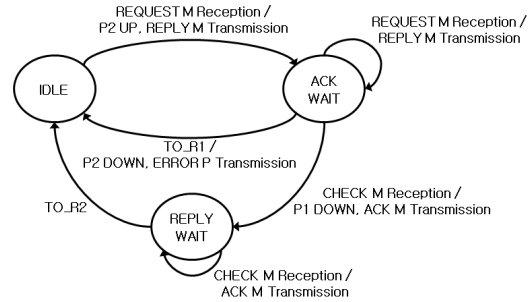 REQUEST M Reception /
P2 UP, REPLY M Transmission
REQUEST M Reception /
REPLY M Transmission
IDLE
ACK
WAIT
TO_R1 /
P2 DOWN, ERROR P Transmission
CHECK M Reception /
P1 DOWN, ACK M Transmission
TO_R2
REPLY
WAIT
CHECK M Reception /
ACK M Transmission